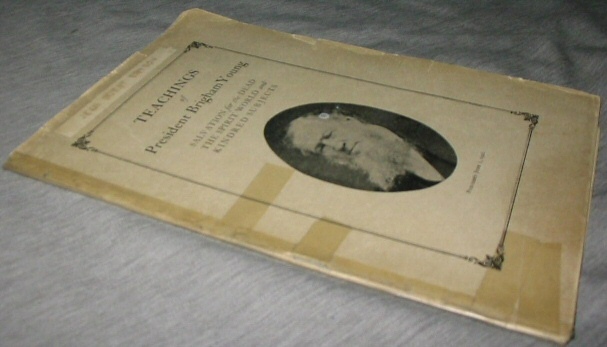 TEACHINGS
of
President Brigham Young
SALVATION for the DEAD
THE SPIRIT WORLD and
KINDRED SUBJECTS